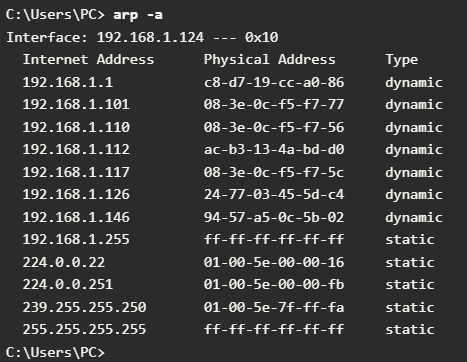 C:\Users\PC> arp -a
Interface: 192.168.1.124 --- 0x10
  Internet Address      Physical Address      Type
  192.168.1.1           c8-d7-19-cc-a0-86     dynamic
  192.168.1.101         08-3e-0c-f5-f7-77     dynamic
  192.168.1.110         08-3e-0c-f5-f7-56     dynamic
  192.168.1.112         ac-b3-13-4a-bd-d0     dynamic
  192.168.1.117         08-3e-0c-f5-f7-5c     dynamic
  192.168.1.126         24-77-03-45-5d-c4     dynamic
  192.168.1.146         94-57-a5-0c-5b-02     dynamic
  192.168.1.255         ff-ff-ff-ff-ff-ff     static
  224.0.0.22            01-00-5e-00-00-16     static
  224.0.0.251           01-00-5e-00-00-fb     static
  239.255.255.250       01-00-5e-7f-ff-fa     static
  255.255.255.255       ff-ff-ff-ff-ff-ff     static
C:\Users\PC>